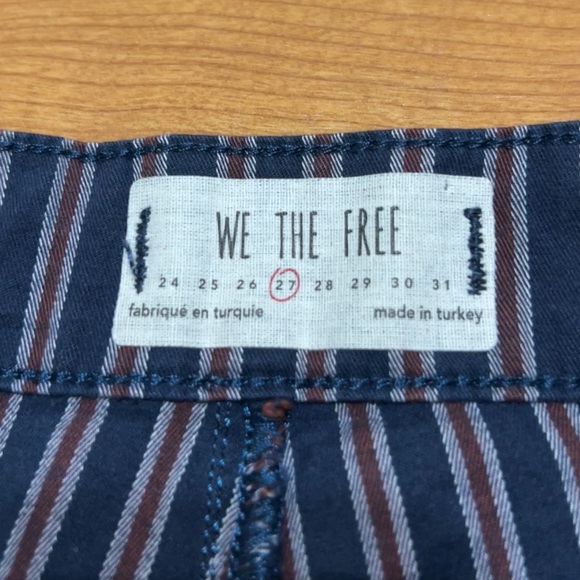 WE THE FREE
24 25 26 27 28 29 30 31
fabriqué en turquie made in turkey